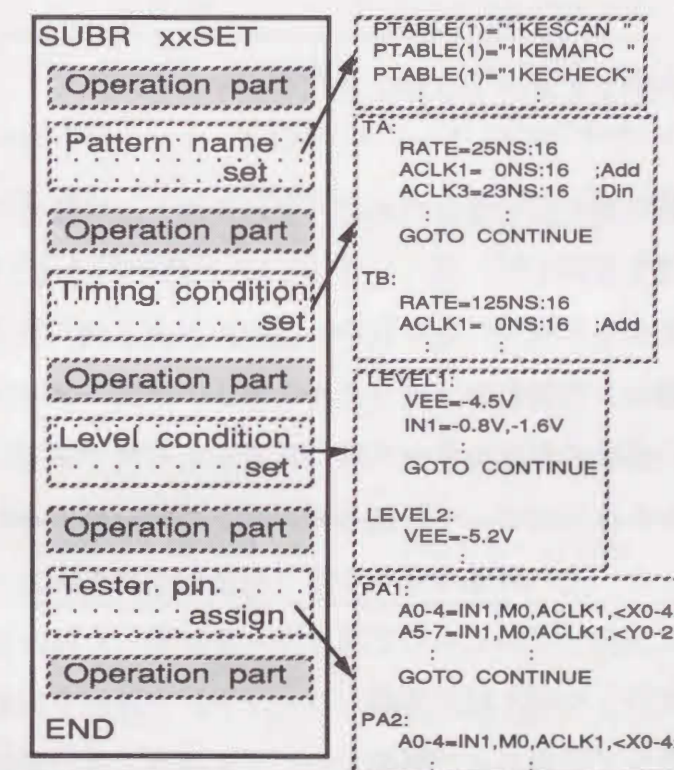 SUBR xxSET
Operation part
Pattern name
set
Operation part
Timing condition
set
Operation part
Level condition
set
Operation part
Tester pin
assign
Operation part
END
PTABLE(1)="1KESCAN "
PTABLE(1)="1KEMARC "
PTABLE(1)="1KECHECK"
:
TA:
RATE=25NS:16
ACLK1= 0NS:16 ;Add
ACLK3=23NS:16 ;Din
: :
GOTO CONTINUE
TB:
RATE=125NS:16
ACLK1= 0NS:16 ;Add
: :
LEVEL1:
VEE=-4.5V
IN1=-0.8V,-1.6V
:
GOTO CONTINUE
LEVEL2:
VEE=-5.2V
:
PA1:
A0-4=IN1,M0,ACLK1,<X0-4
A5-7=IN1,M0,ACLK1,<Y0-2
: :
GOTO CONTINUE
PA2:
A0-4=IN1,M0,ACLK1,<X0-4
: :